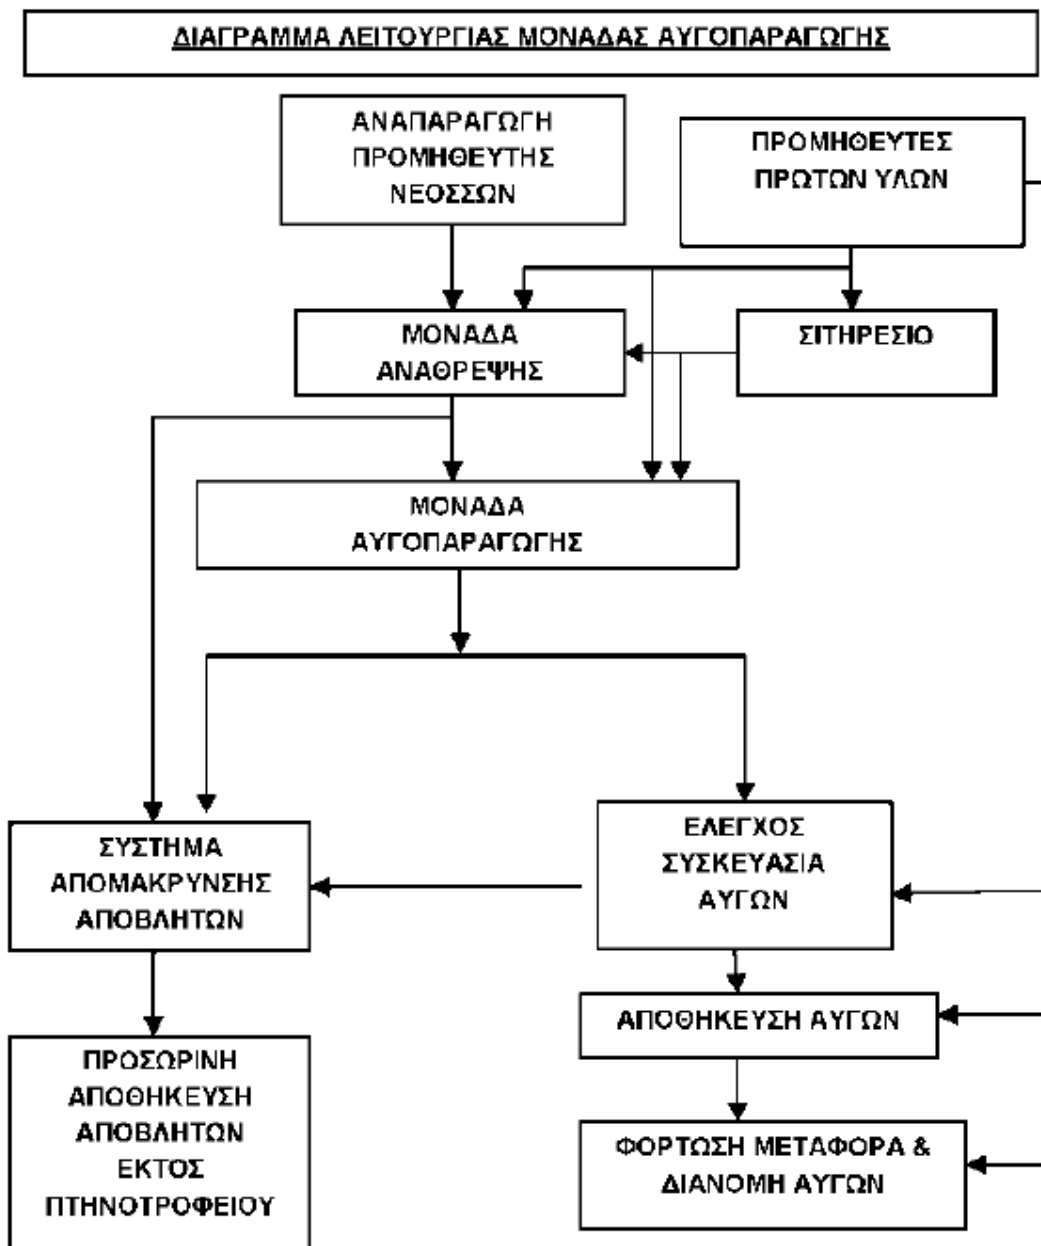 ΔΙΑΓΡΑΜΜΑ ΛΕΙΤΟΥΡΓΙΑΣ ΜΟΝΑΔΑΣ ΑΥΓΟΠΑΡΑΓΩΓΗΣ
ΑΝΑΠΑΡΑΓΩΓΗ
ΠΡΟΜΗΘΕΥΤΗΣ
ΝΕΟΣΣΩΝ
ΠΡΟΜΗΘΕΥΤΕΣ
ΠΡΩΤΩΝ ΥΛΩΝ
ΜΟΝΑΔΑ
ΑΝΑΘΡΕΨΗΣ
ΣΙΤΗΡΕΣΙΟ
ΜΟΝΑΔΑ
ΑΥΓΟΠΑΡΑΓΩΓΗΣ
ΣΥΣΤΗΜΑ
ΑΠΟΜΑΚΡΥΝΣΗΣ
ΑΠΟΒΛΗΤΩΝ
ΕΛΕΓΧΟΣ
ΣΥΣΚΕΥΑΣΙΑ
ΑΥΓΩΝ
ΑΠΟΘΗΚΕΥΣΗ ΑΥΓΩΝ
ΠΡΟΣΩΡΙΝΗ
ΑΠΟΘΗΚΕΥΣΗ
ΑΠΟΒΛΗΤΩΝ
ΕΚΤΟΣ
ΠΤΗΝΟΤΡΟΦΕΙΟΥ
ΦΟΡΤΩΣΗ ΜΕΤΑΦΟΡΑ &
ΔΙΑΝΟΜΗ ΑΥΓΩΝ